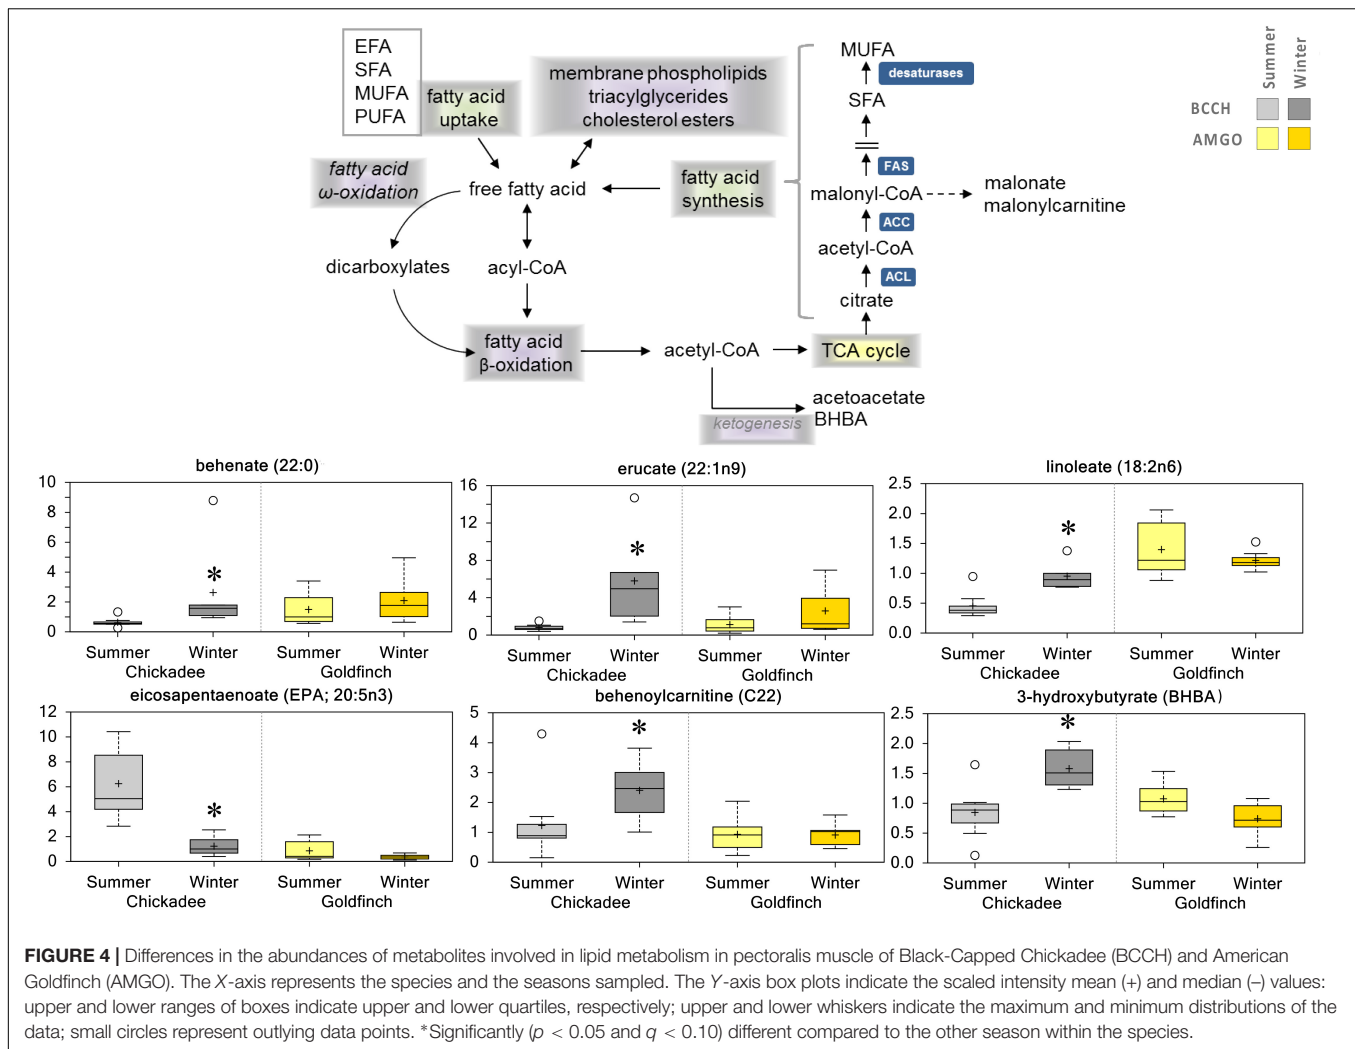 EFA
SFA
MUFA
PUFA
fatty acid
uptake
membrane phospholipids
triacylglycerides
cholesterol esters
MUFA
desaturases
SFA
FAS
malonyl-CoA
malonate
malonylcarnitine
ACC
acetyl-CoA
ACL
citrate
TCA cycle
Summer
Winter
BCCH
AMGO
fatty acid
ω-oxidation
free fatty acid
fatty acid
synthesis
dicarboxylates
acyl-CoA
fatty acid
β-oxidation
acetyl-CoA
acetoacetate
BHBA
ketogenesis
behenate (22:0)
10
8
6
4
2
0
Summer
Winter
Summer
Winter
Chickadee
Goldfinch
*
erucate (22:1n9)
16
12
8
4
0
Summer
Winter
Summer
Winter
Chickadee
Goldfinch
*
linoleate (18:2n6)
2.5
2.0
1.5
1.0
0.5
0.0
Summer
Winter
Summer
Winter
Chickadee
Goldfinch
*
eicosapentaenoate (EPA; 20:5n3)
12
10
8
6
4
2
0
Summer
Winter
Summer
Winter
Chickadee
Goldfinch
*
behenoylcarnitine (C22)
5
4
3
2
1
0
Summer
Winter
Summer
Winter
Chickadee
Goldfinch
*
3-hydroxybutyrate (BHBA)
2.5
2.0
1.5
1.0
0.5
0.0
Summer
Winter
Summer
Winter
Chickadee
Goldfinch
*
FIGURE 4 | Differences in the abundances of metabolites involved in lipid metabolism in pectoralis muscle of Black-Capped Chickadee (BCCH) and American
Goldfinch (AMGO). The X-axis represents the species and the seasons sampled. The Y-axis box plots indicate the scaled intensity mean (+) and median (–) values:
upper and lower ranges of boxes indicate upper and lower quartiles, respectively; upper and lower whiskers indicate the maximum and minimum distributions of the
data; small circles represent outlying data points. *Significantly (p < 0.05 and q < 0.10) different compared to the other season within the species.